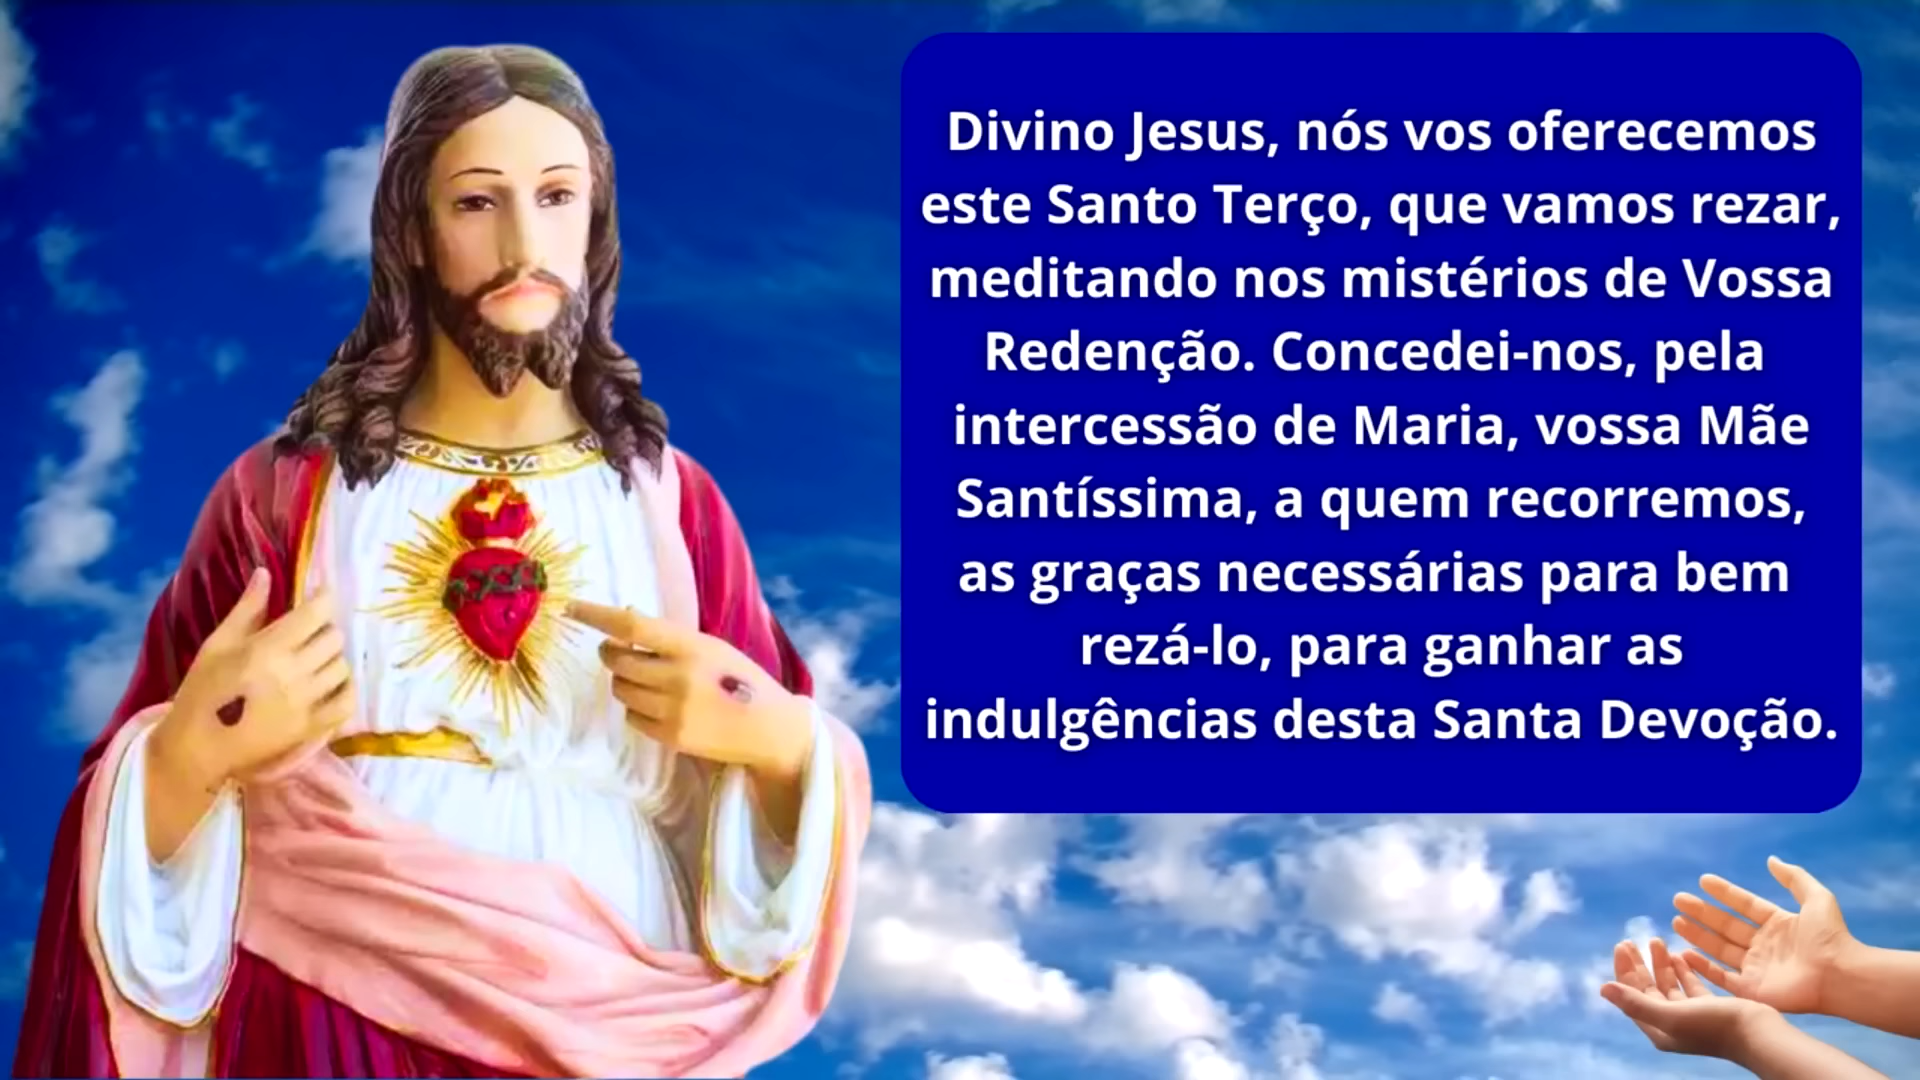 Divino Jesus, nós vos oferecemos
este Santo Terço, que vamos rezar,
meditando nos mistérios de Vossa
Redenção. Concedei-nos, pela
intercessão de Maria, vossa Mãe
Santíssima, a quem recorremos,
as graças necessárias para bem
rezá-lo, para ganhar as
indulgências desta Santa Devoção.